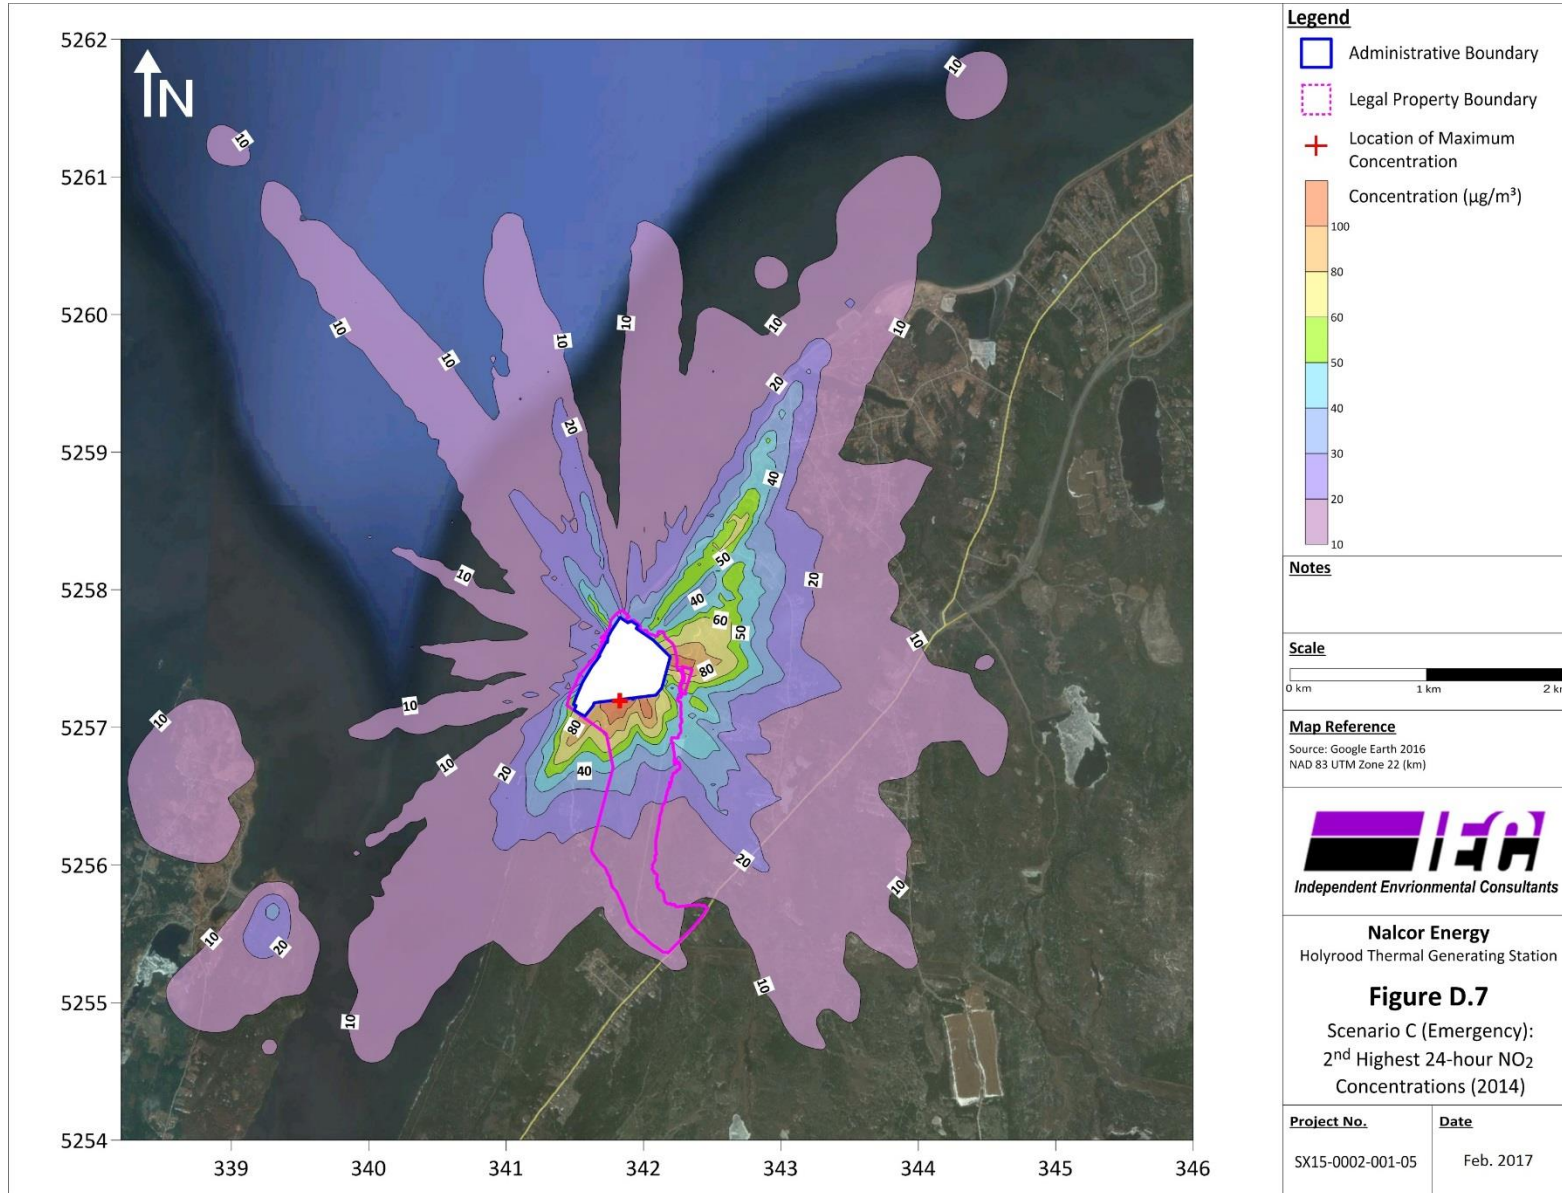 5262
5261
5260
5259
5258
5257
5256
5255
5254
339
340
341
342
343
344
345
346
N
10
10
10
10
10
10
10
10
10
10
20
20
40
50
40
60
50
20
80
10
10
10
10
80
10
20
40
20
10
10
20
10
10
Legend
Administrative Boundary
Legal Property Boundary
Location of Maximum
Concentration
Concentration (µg/m³)
100
80
60
50
40
30
20
10
Notes
Scale
0 km 1 km 2 km
Map Reference
Source: Google Earth 2016
NAD 83 UTM Zone 22 (km)
IEC
Independent Envrionmental Consultants
Nalcor Energy
Holyrood Thermal Generating Station
Figure D.7
Scenario C (Emergency):
2nd Highest 24-hour NO2
Concentrations (2014)
Project No.
SX15-0002-001-05
Date
Feb. 2017